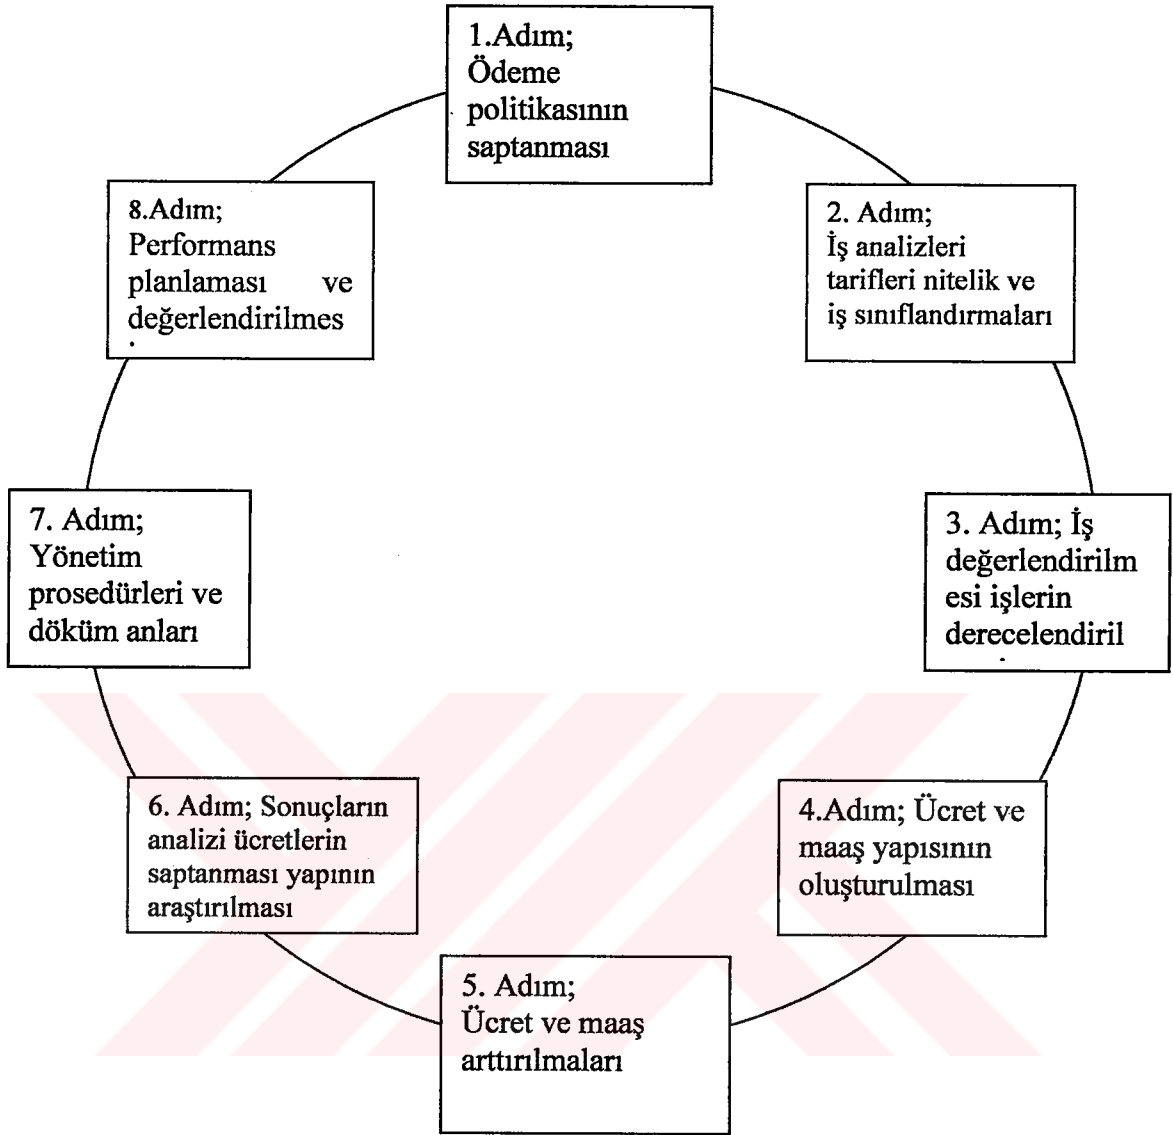 1.Adım;
Ödeme
politikasının
saptanması
2. Adım;
İş analizleri
tarifleri nitelik ve
iş sınıflandırmaları
3. Adım; İş
değerlendirilm
esi işlerin
derecelendiril
4.Adım; Ücret ve
maaş yapısının
oluşturulması
5. Adım;
Ücret ve maaş
arttırılmaları
6. Adım; Sonuçların
analizi ücretlerin
saptanması yapının
araştırılması
7. Adım;
Yönetim
prosedürleri ve
döküm anları
8.Adım;
Performans
planlaması ve
değerlendirilmes